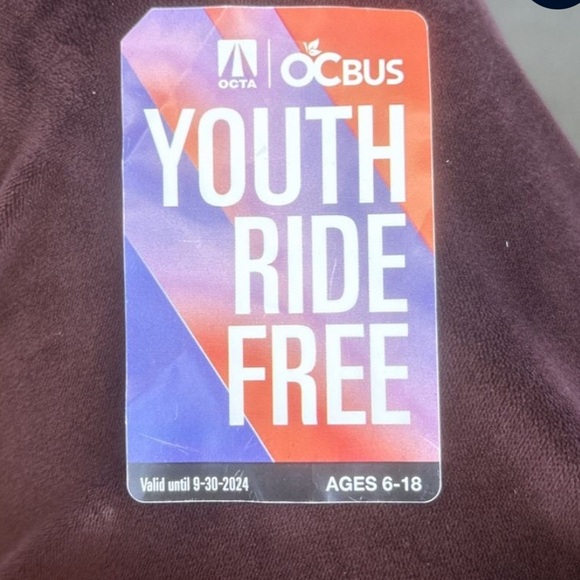 OCTA OCBUS
YOUTH
RIDE
FREE
Valid until 9-30-2024 AGES 6-18